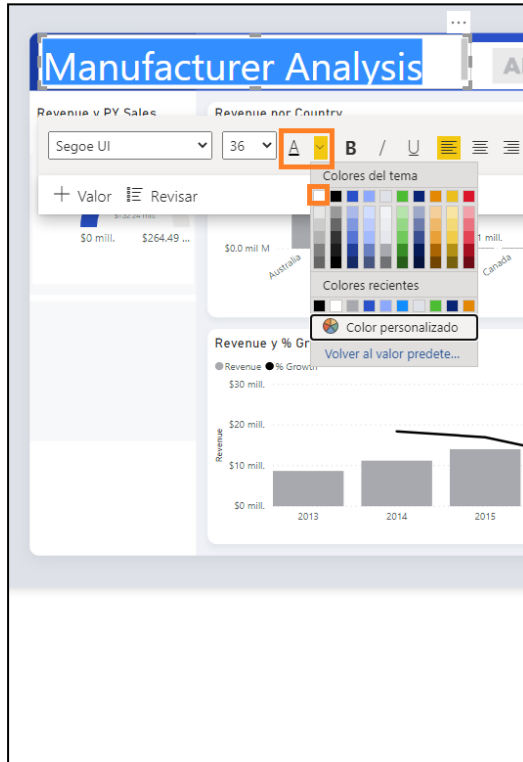 ...
Manufacturer Analysis
Revenue y PY Sales
Revenue por Country
Segoe UI
36
A
B
/
U
Colores del tema
+ Valor
Revisar
$0 mill.
$264.49 ...
$0.0 mil M
1 mill.
Australia
Canada
Colores recientes
Color personalizado
Volver al valor predete...
Revenue y % Gr
Revenue
% Growth
$30 mill.
$20 mill.
$10 mill.
$0 mill.
Revenue
2013
2014
2015